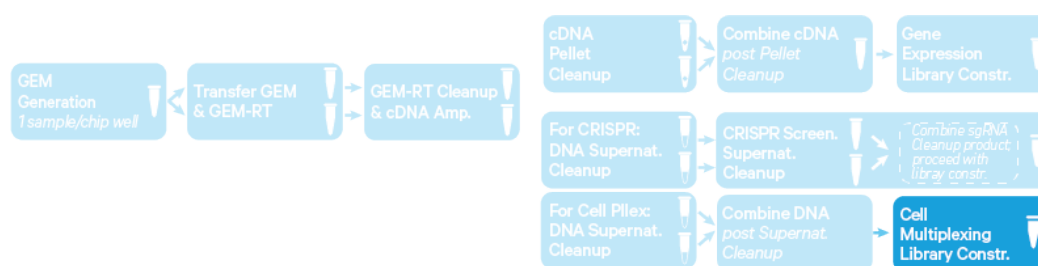 GEM
Generation
1 sample/chip well
Transfer GEM
& GEM-RT
GEM-RT Cleanup
& cDNA Amp.
cDNA
Pellet
Cleanup
Combine cDNA
post Pellet
Cleanup
Gene
Expression
Library Constr.
For CRISPR:
DNA Supernat.
Cleanup
CRISPR Screen.
Supernat.
Cleanup
Combine sgRNA
Cleanup product;
proceed with
libray constr.
For Cell Pllex:
DNA Supernat.
Cleanup
Combine DNA
post Supernat.
Cleanup
Cell
Multiplexing
Library Constr.